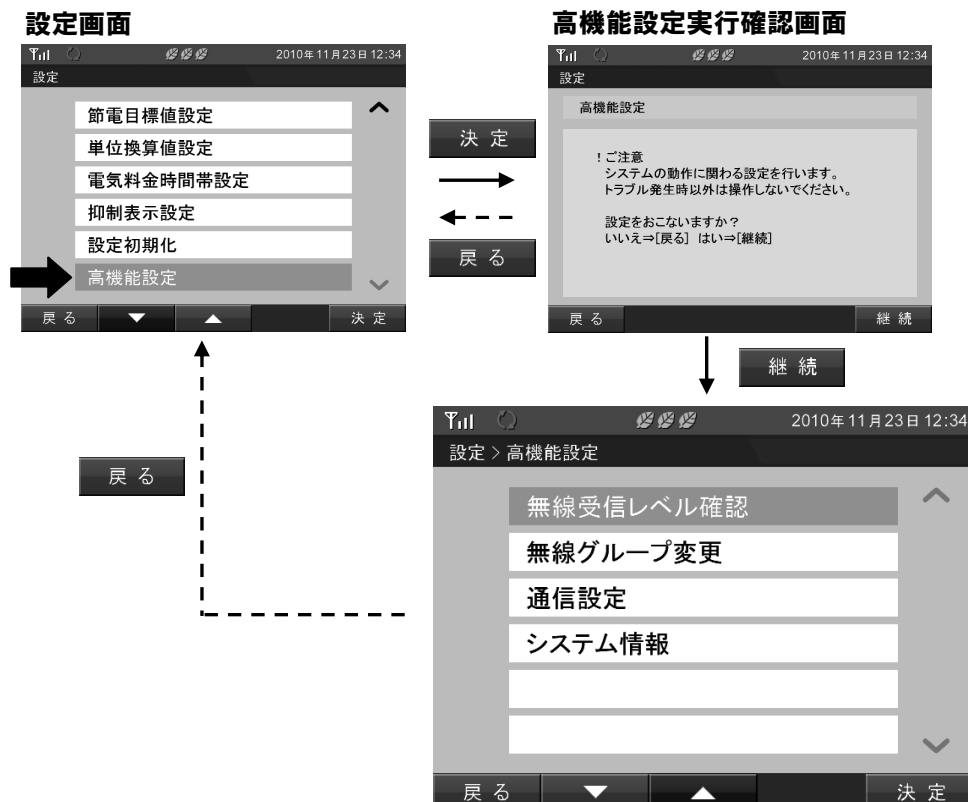 設定画面
2010年11月23日 12:34
設定
節電目標値設定
単位換算値設定
電気料金時間帯設定
抑制表示設定
設定初期化
高機能設定
戻る ▼ ▲ 決定
決定
戻る
高機能設定実行確認画面
2010年11月23日 12:34
設定
高機能設定
！ご注意
システムの動作に関わる設定を行います。
トラブル発生時以外は操作しないでください。
設定をおこないますか？
いいえ⇒[戻る] はい⇒[継続]
戻る 継続
継続
戻る
2010年11月23日 12:34
設定 > 高機能設定
無線受信レベル確認
無線グループ変更
通信設定
システム情報
戻る ▼ ▲ 決定